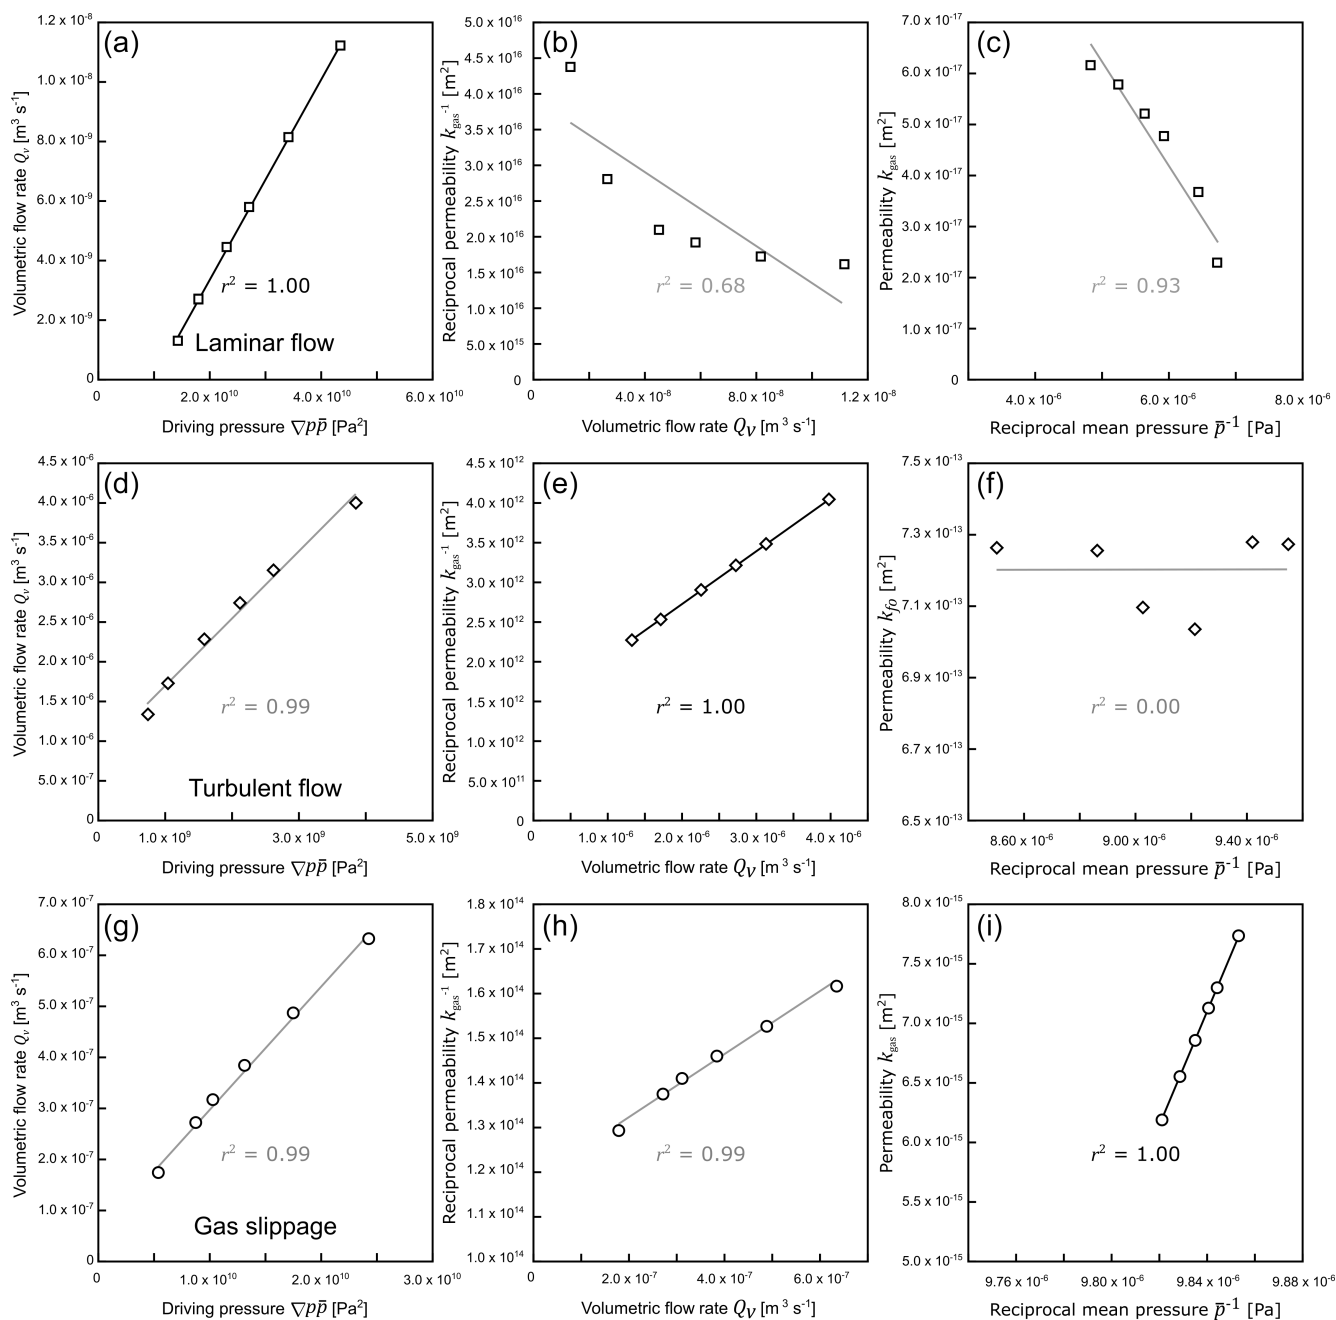 (a)
Volumetric flow rate Qᵥ [m³ s⁻¹]
1.2 x 10⁻⁸
1.0 x 10⁻⁸
8.0 x 10⁻⁹
6.0 x 10⁻⁹
4.0 x 10⁻⁹
2.0 x 10⁻⁹
0
r² = 1.00
Laminar flow
0 2.0 x 10¹⁰ 4.0 x 10¹⁰ 6.0 x 10¹⁰
Driving pressure ∇pp̄ [Pa²]
(b)
Reciprocal permeability k_gas⁻¹ [m²]
5.0 x 10¹⁶
4.5 x 10¹⁶
4.0 x 10¹⁶
3.5 x 10¹⁶
3.0 x 10¹⁶
2.5 x 10¹⁶
2.0 x 10¹⁶
1.5 x 10¹⁶
1.0 x 10¹⁶
5.0 x 10¹⁵
0
r² = 0.68
0 4.0 x 10⁻⁸ 8.0 x 10⁻⁸ 1.2 x 10⁻⁸
Volumetric flow rate Qᵥ [m³ s⁻¹]
(c)
Permeability k_gas [m²]
7.0 x 10⁻¹⁷
6.0 x 10⁻¹⁷
5.0 x 10⁻¹⁷
4.0 x 10⁻¹⁷
3.0 x 10⁻¹⁷
2.0 x 10⁻¹⁷
1.0 x 10⁻¹⁷
0
r² = 0.93
4.0 x 10⁻⁶ 6.0 x 10⁻⁶ 8.0 x 10⁻⁶
Reciprocal mean pressure p̄⁻¹ [Pa]
(d)
Volumetric flow rate Qᵥ [m³ s⁻¹]
4.5 x 10⁻⁶
4.0 x 10⁻⁶
3.5 x 10⁻⁶
3.0 x 10⁻⁶
2.5 x 10⁻⁶
2.0 x 10⁻⁶
1.5 x 10⁻⁶
1.0 x 10⁻⁶
5.0 x 10⁻⁷
0
r² = 0.99
Turbulent flow
0 1.0 x 10⁹ 3.0 x 10⁹ 5.0 x 10⁹
Driving pressure ∇pp̄ [Pa²]
(e)
Reciprocal permeability k_gas⁻¹ [m²]
4.5 x 10¹²
4.0 x 10¹²
3.5 x 10¹²
3.0 x 10¹²
2.5 x 10¹²
2.0 x 10¹²
1.5 x 10¹²
1.0 x 10¹²
5.0 x 10¹¹
0
r² = 1.00
0 1.0 x 10⁻⁶ 2.0 x 10⁻⁶ 3.0 x 10⁻⁶ 4.0 x 10⁻⁶
Volumetric flow rate Qᵥ [m³ s⁻¹]
(f)
Permeability k_fo [m²]
7.5 x 10⁻¹³
7.3 x 10⁻¹³
7.1 x 10⁻¹³
6.9 x 10⁻¹³
6.7 x 10⁻¹³
6.5 x 10⁻¹³
r² = 0.00
8.60 x 10⁻⁶ 9.00 x 10⁻⁶ 9.40 x 10⁻⁶
Reciprocal mean pressure p̄⁻¹ [Pa]
(g)
Volumetric flow rate Qᵥ [m³ s⁻¹]
7.0 x 10⁻⁷
6.0 x 10⁻⁷
5.0 x 10⁻⁷
4.0 x 10⁻⁷
3.0 x 10⁻⁷
2.0 x 10⁻⁷
1.0 x 10⁻⁷
0
r² = 0.99
Gas slippage
0 1.0 x 10¹⁰ 2.0 x 10¹⁰ 3.0 x 10¹⁰
Driving pressure ∇pp̄ [Pa²]
(h)
Reciprocal permeability k_gas⁻¹ [m²]
1.8 x 10¹⁴
1.7 x 10¹⁴
1.6 x 10¹⁴
1.5 x 10¹⁴
1.4 x 10¹⁴
1.3 x 10¹⁴
1.2 x 10¹⁴
1.1 x 10¹⁴
1.0 x 10¹⁴
r² = 0.99
0 2.0 x 10⁻⁷ 4.0 x 10⁻⁷ 6.0 x 10⁻⁷
Volumetric flow rate Qᵥ [m³ s⁻¹]
(i)
Permeability k_gas [m²]
8.0 x 10⁻¹⁵
7.5 x 10⁻¹⁵
7.0 x 10⁻¹⁵
6.5 x 10⁻¹⁵
6.0 x 10⁻¹⁵
5.5 x 10⁻¹⁵
5.0 x 10⁻¹⁵
r² = 1.00
9.76 x 10⁻⁶ 9.80 x 10⁻⁶ 9.84 x 10⁻⁶ 9.88 x 10⁻⁶
Reciprocal mean pressure p̄⁻¹ [Pa]